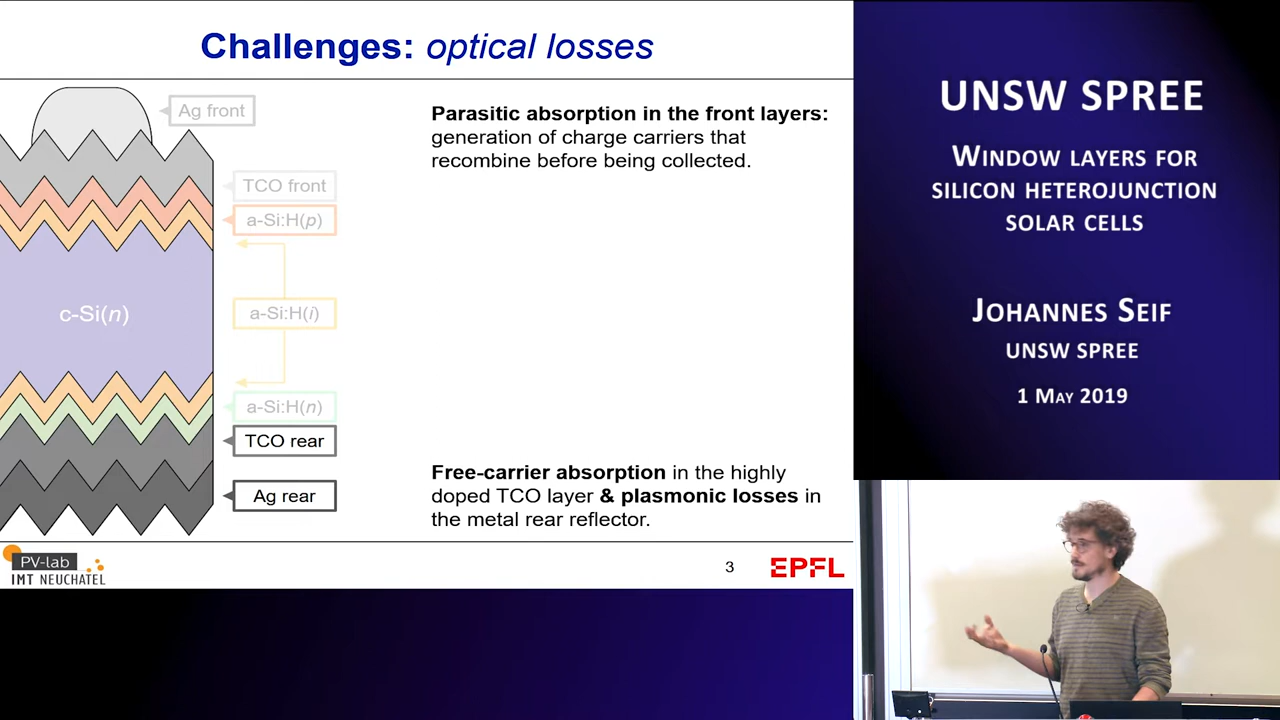 Challenges: optical losses
Ag front
TCO front
a-Si:H(p)
c-Si(n)
a-Si:H(i)
a-Si:H(n)
TCO rear
Ag rear
Parasitic absorption in the front layers:
generation of charge carriers that
recombine before being collected.
Free-carrier absorption in the highly
doped TCO layer & plasmonic losses in
the metal rear reflector.
PV-lab
IMT NEUCHATEL
3
EPFL
UNSW SPREE
WINDOW LAYERS FOR
SILICON HETEROJUNCTION
SOLAR CELLS
JOHANNES SEIF
UNSW SPREE
1 MAY 2019